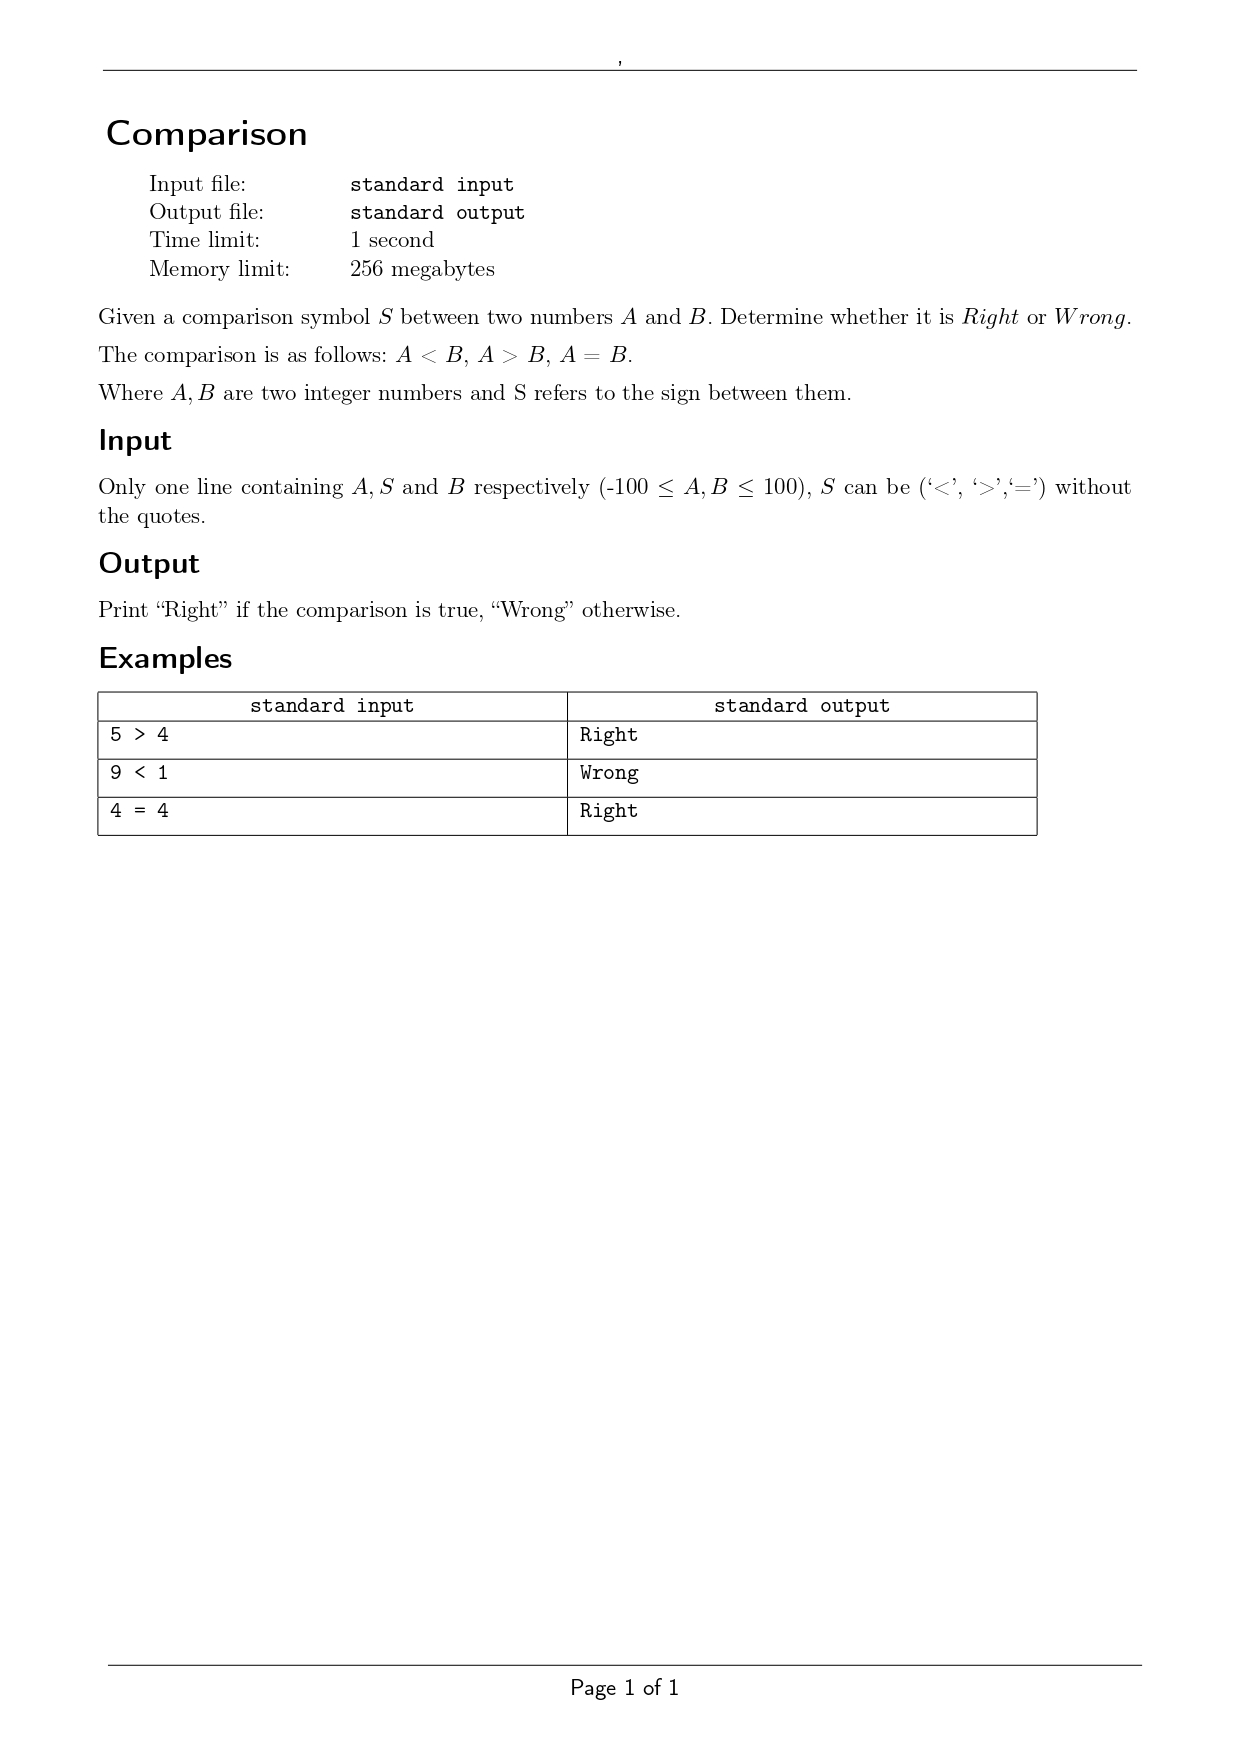 ,
Comparison
Input file: standard input
Output file: standard output
Time limit: 1 second
Memory limit: 256 megabytes
Given a comparison symbol S between two numbers A and B. Determine whether it is Right or Wrong.
The comparison is as follows: A < B, A > B, A = B.
Where A, B are two integer numbers and S refers to the sign between them.
Input
Only one line containing A, S and B respectively (-100 ≤ A, B ≤ 100), S can be (‘<’, ‘>’,‘=’) without
the quotes.
Output
Print “Right” if the comparison is true, “Wrong” otherwise.
Examples
standard input standard output
5 > 4 Right
9 < 1 Wrong
4 = 4 Right
Page 1 of 1